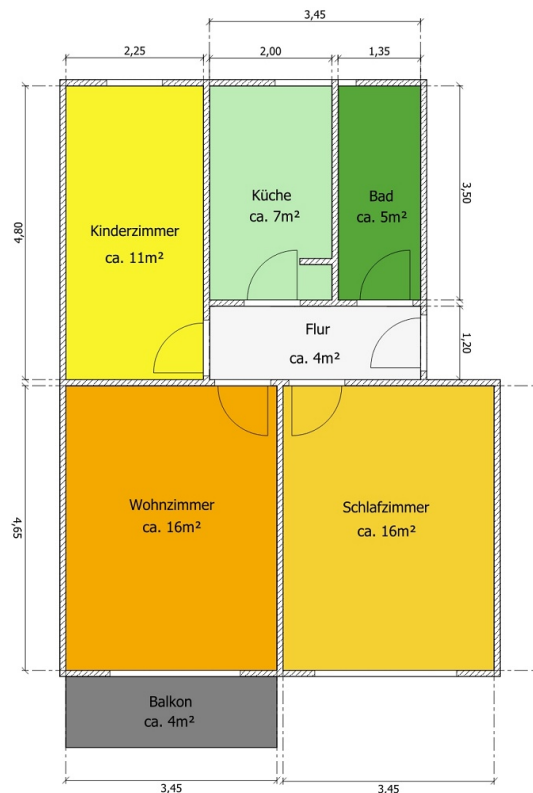 3,45
2,25
2,00
1,35
4,80
3,50
Kinderzimmer
ca. 11m²
Küche
ca. 7m²
Bad
ca. 5m²
Flur
ca. 4m²
1,20
4,65
Wohnzimmer
ca. 16m²
Schlafzimmer
ca. 16m²
Balkon
ca. 4m²
3,45
3,45